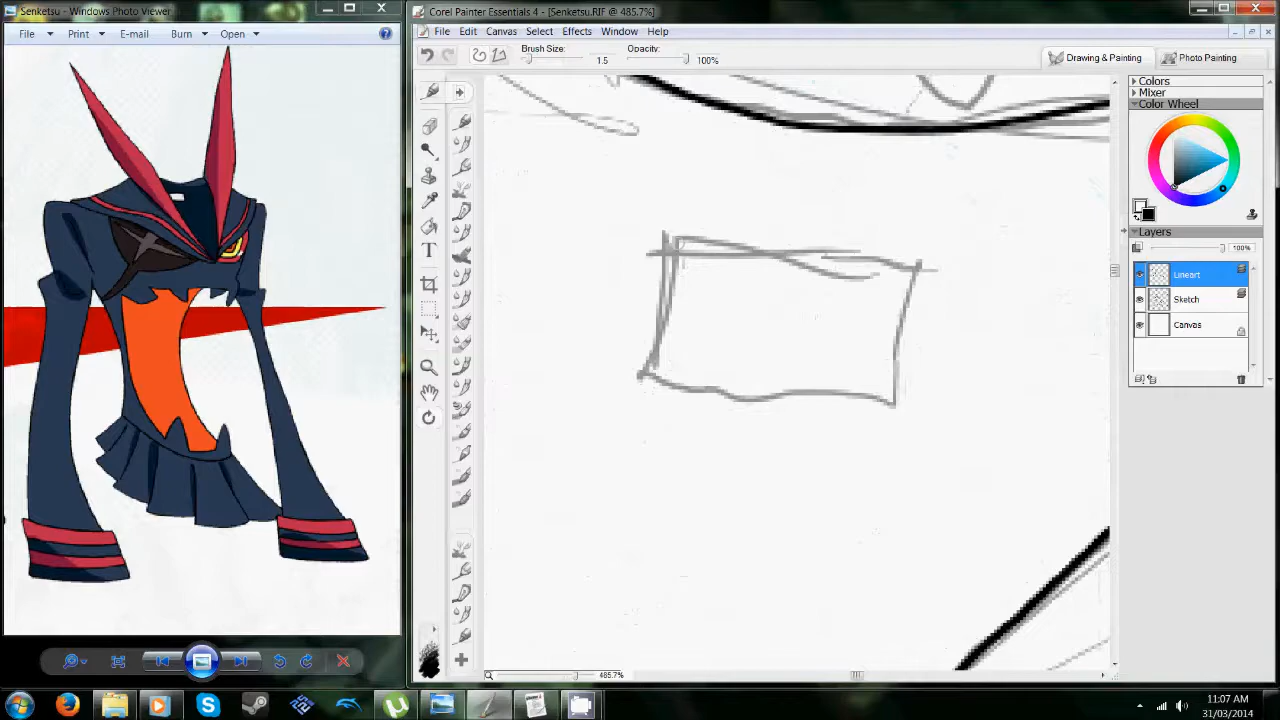 Senketsu - Windows Photo Viewer
File Print E-mail Burn Open
Corel Painter Essentials 4 - [Senketsu.RIF @ 485.7%]
File Edit Canvas Select Effects Window Help
Brush Size: 1.5 Opacity: 100%
Drawing & Painting Photo Painting
Colors
Mixer
Color Wheel
Layers
100%
Lineart
Sketch
Canvas
485.7%
11:07 AM
31/03/2014